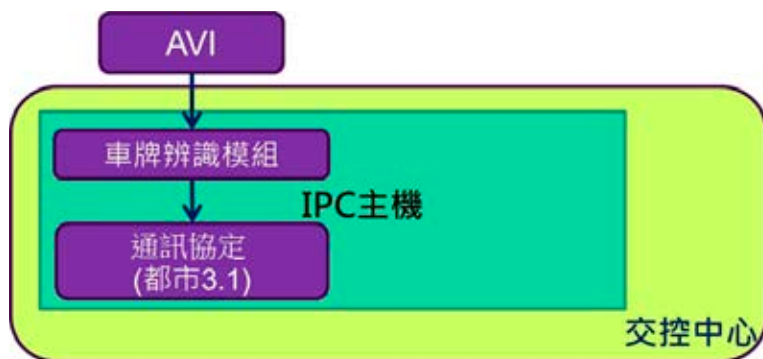 AVI
車牌辨識模組
IPC主機
通訊協定
(都市3.1)
交控中心